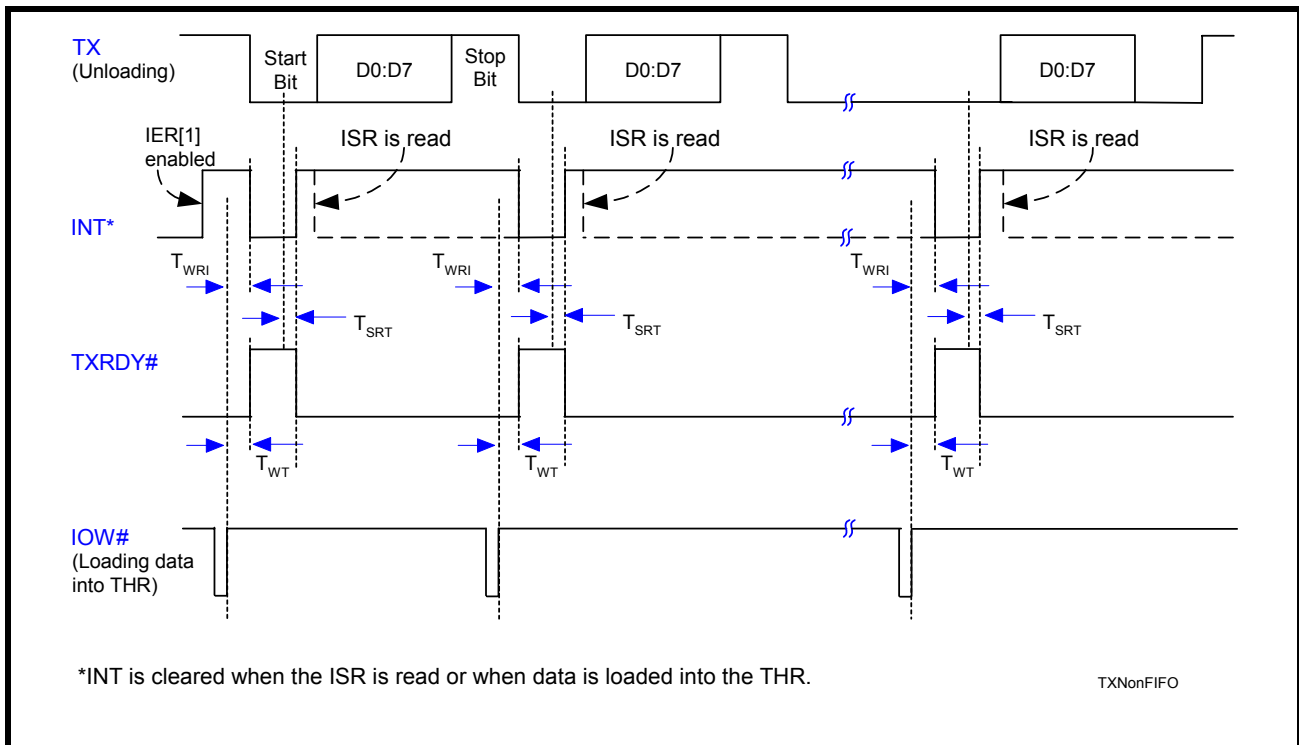 TX
(Unloading)
Start
Bit
D0:D7
Stop
Bit
D0:D7
D0:D7
IER[1]
enabled
ISR is read
ISR is read
ISR is read
INT*
TWRI
TWRI
TWRI
TSRT
TSRT
TSRT
TXRDY#
TWT
TWT
TWT
IOW#
(Loading data
into THR)
*INT is cleared when the ISR is read or when data is loaded into the THR.
TXNonFIFO